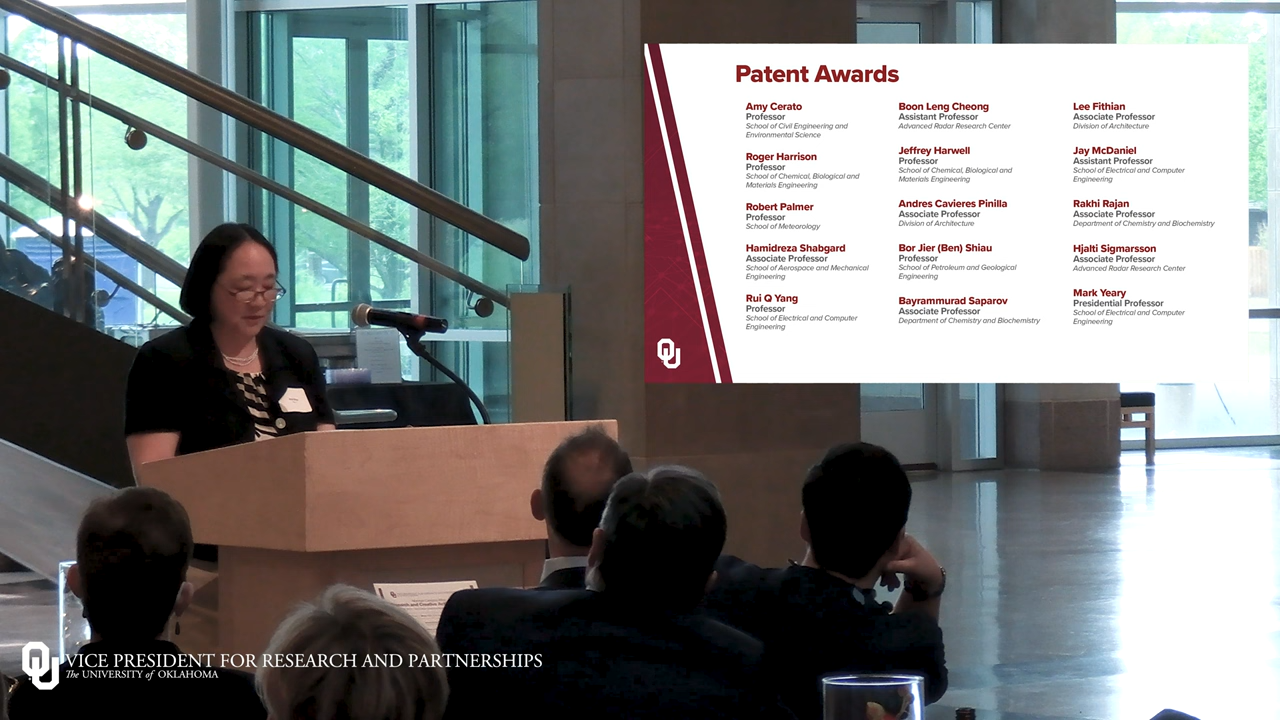 Patent Awards
Amy Cerato
Professor
School of Civil Engineering and
Environmental Science
Roger Harrison
Professor
School of Chemical, Biological and
Materials Engineering
Robert Palmer
Professor
School of Meteorology
Hamidreza Shabgard
Associate Professor
School of Aerospace and Mechanical
Engineering
Rui Q Yang
Professor
School of Electrical and Computer
Engineering
Boon Leng Cheong
Assistant Professor
Advanced Radar Research Center
Jeffrey Harwell
Professor
School of Chemical, Biological and
Materials Engineering
Andres Cavieres Pinilla
Associate Professor
Division of Architecture
Bor Jier (Ben) Shiau
Professor
School of Petroleum and Geological
Engineering
Bayrammurad Saparov
Associate Professor
Department of Chemistry and Biochemistry
Lee Fithian
Associate Professor
Division of Architecture
Jay McDaniel
Assistant Professor
School of Electrical and Computer
Engineering
Rakhi Rajan
Associate Professor
Department of Chemistry and Biochemistry
Hjalti Sigmarsson
Associate Professor
Advanced Radar Research Center
Mark Yeary
Presidential Professor
School of Electrical and Computer
Engineering
OU
OU
VICE PRESIDENT FOR RESEARCH AND PARTNERSHIPS
The UNIVERSITY of OKLAHOMA